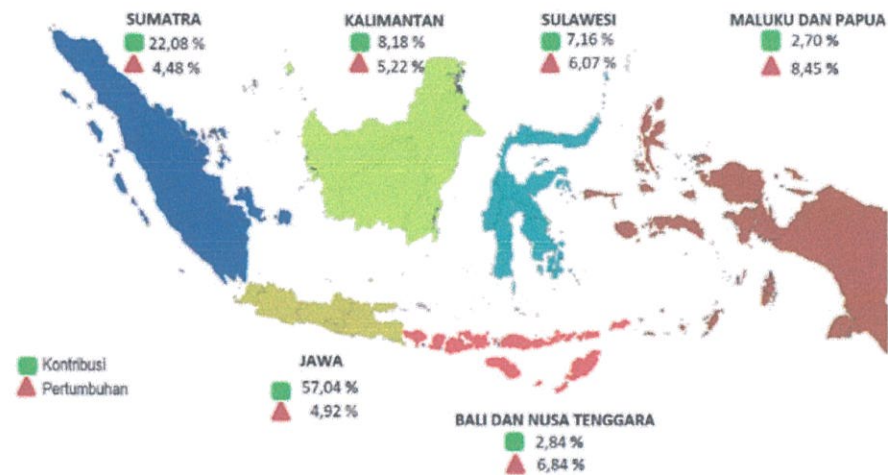 SUMATRA
22,08 %
4,48 %
KALIMANTAN
8,18 %
5,22 %
SULAWESI
7,16 %
6,07 %
MALUKU DAN PAPUA
2,70 %
8,45 %
Kontribusi
Pertumbuhan
JAWA
57,04 %
4,92 %
BALI DAN NUSA TENGGARA
2,84 %
6,84 %